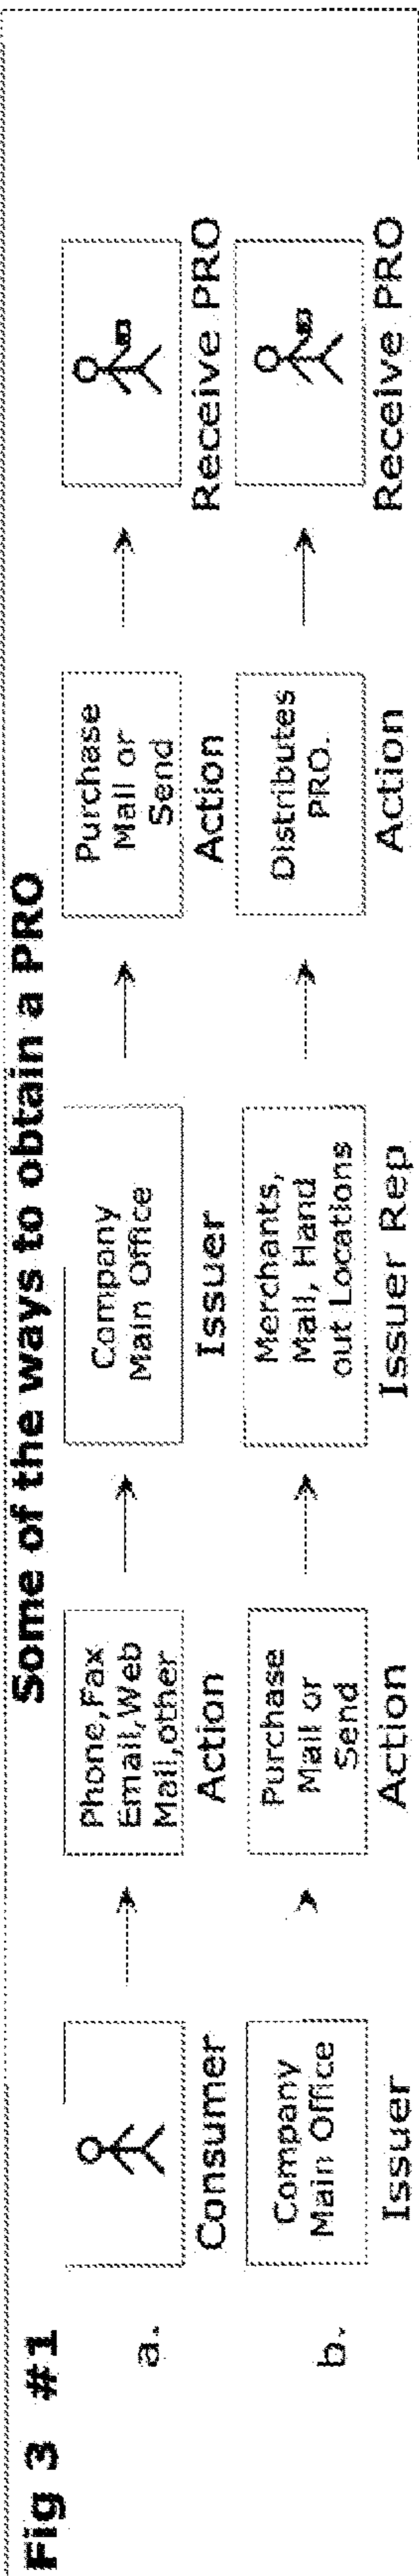 Fig 3 #1
Some of the ways to obtain a PRO
a.
Consumer
Phone,Fax
Email,Web
Mail,other
Action
Company
Main Office
Issuer
Purchase
Mail or
Send
Action
Receive PRO
b.
Company
Main Office
Issuer
Purchase
Mail or
Send
Action
Merchants,
Mail, Hand
out Locations
Issuer Rep
Distributes
PRO.
Action
Receive PRO